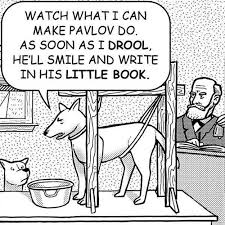 WATCH WHAT I CAN
MAKE PAVLOV DO.
AS SOON AS I DROOL,
HE'LL SMILE AND WRITE
IN HIS LITTLE BOOK.